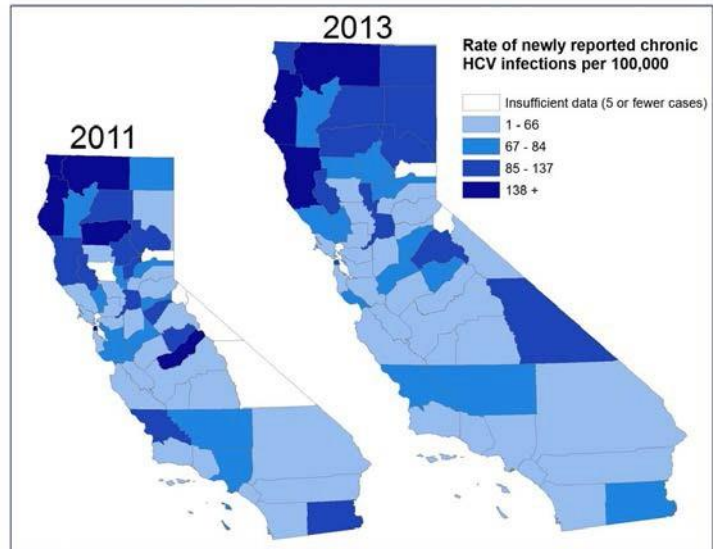 2013
Rate of newly reported chronic
HCV infections per 100,000
Insufficient data (5 or fewer cases)
1 - 66
67 - 84
85 - 137
138 +
2011